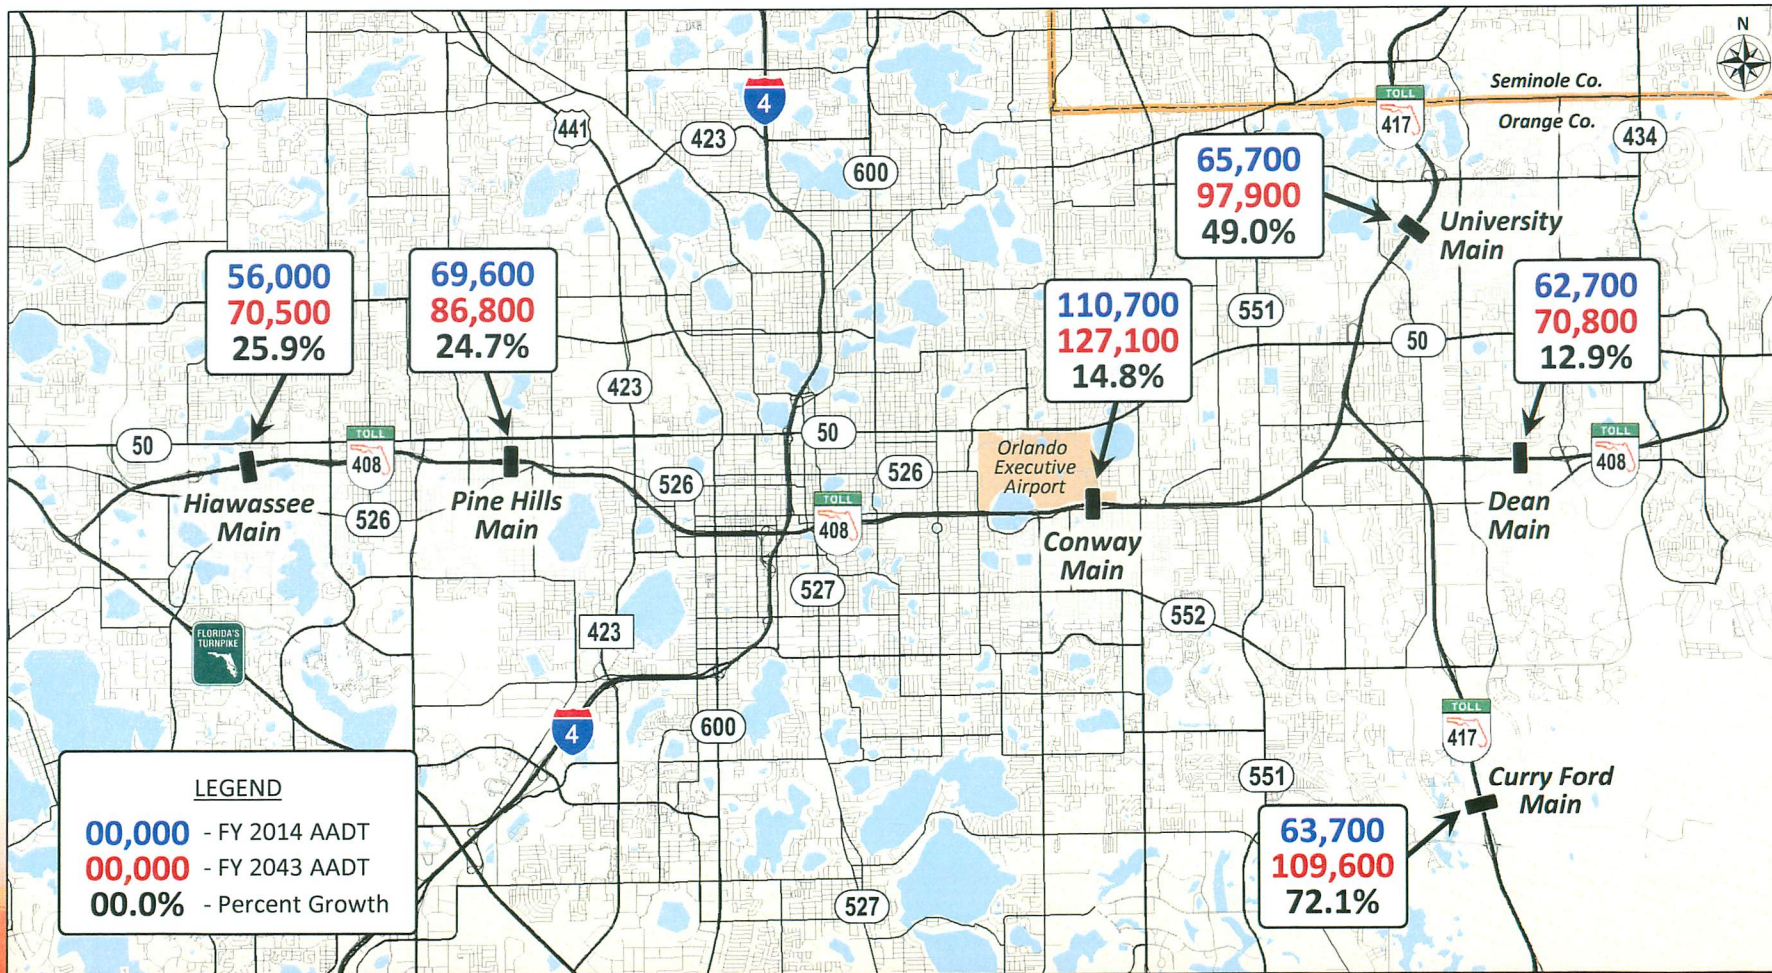 N
Seminole Co.
Orange Co.
4
441
423
600
TOLL
417
434
65,700
97,900
49.0%
University
Main
56,000
70,500
25.9%
69,600
86,800
24.7%
110,700
127,100
14.8%
551
62,700
70,800
12.9%
50
423
50
TOLL
408
50
Orlando
Executive
Airport
TOLL
408
526
526
Hiawassee
Main
526
Pine Hills
Main
TOLL
408
Conway
Main
Dean
Main
527
552
423
FLORIDA'S
TURNPIKE
4
600
TOLL
417
551
Curry Ford
Main
63,700
109,600
72.1%
527
LEGEND
00,000 - FY 2014 AADT
00,000 - FY 2043 AADT
00.0% - Percent Growth